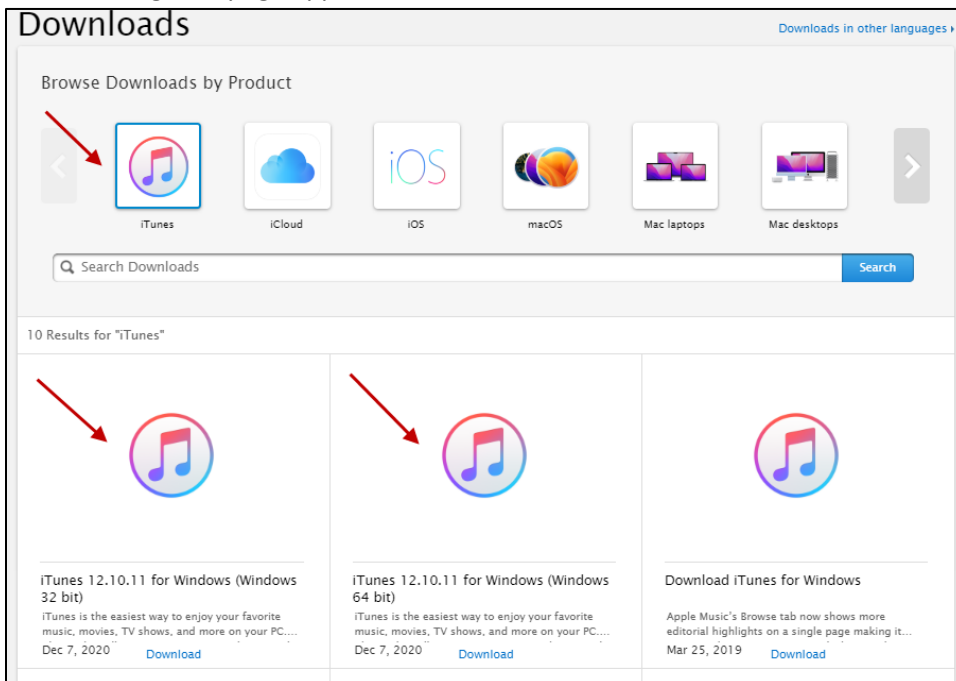 Downloads
Downloads in other languages
Browse Downloads by Product
iOS
iTunes
iCloud
iOS
macOS
Mac laptops
Mac desktops
Search Downloads
Search
10 Results for "iTunes"
iTunes 12.10.11 for Windows (Windows
32 bit)
iTunes is the easiest way to enjoy your favorite
music, movies, TV shows, and more on your PC....
Dec 7, 2020
Download
iTunes 12.10.11 for Windows (Windows
64 bit)
iTunes is the easiest way to enjoy your favorite
music, movies, TV shows, and more on your PC....
Dec 7, 2020
Download
Download iTunes for Windows
Apple Music's Browse tab now shows more
editorial highlights on a single page making it...
Mar 25, 2019
Download